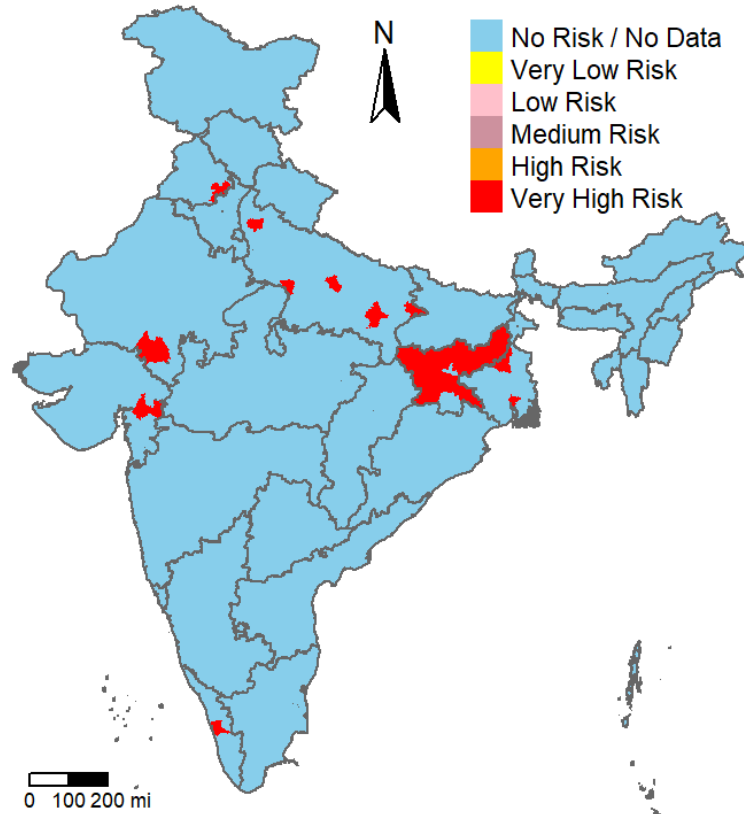 N
No Risk / No Data
Very Low Risk
Low Risk
Medium Risk
High Risk
Very High Risk
0 100 200 mi